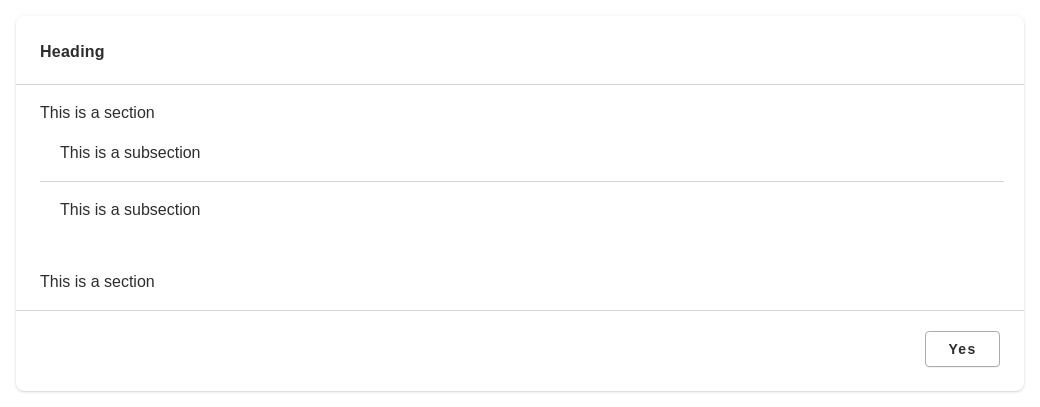 Heading
This is a section
This is a subsection
This is a subsection
This is a section
Yes